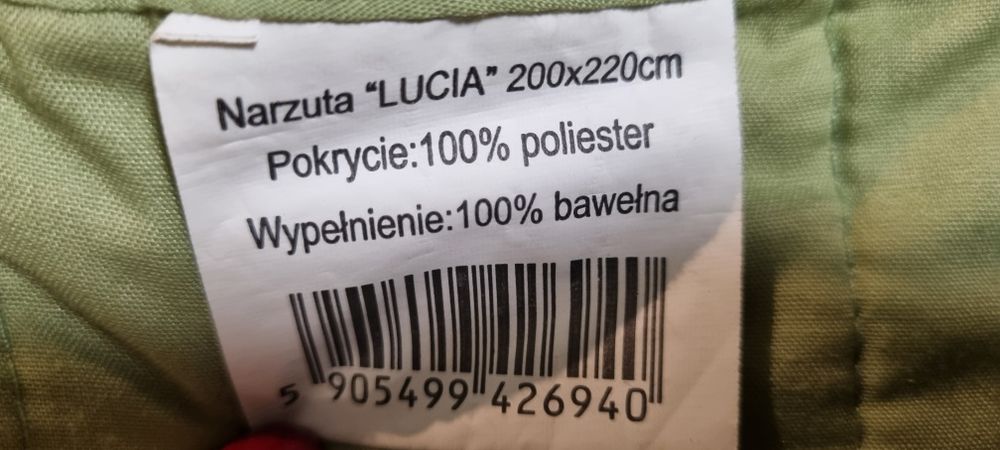 Narzuta “LUCIA” 200x220cm
Pokrycie:100% poliester
Wypełnienie:100% bawełna
5 905499 426940